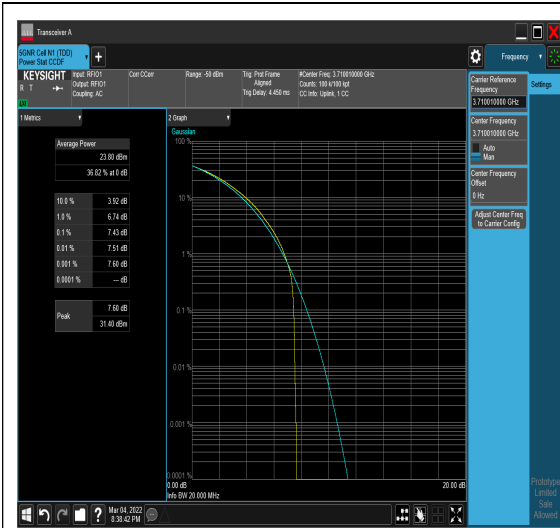 Transceiver A
5GNR Cell N1 (TDD)
Power Stat CCDF
+
Frequency
KEYSIGHT
R T
Input: RFIO1
Output: RFIO1
Coupling: AC
Corr CCorr
Range: -50 dBm
Trig: Prot Frame
Aligned
Trig Delay: 4.450 ms
#Center Freq: 3.710010000 GHz
Counts: 100 k/100 kpt
CC Info: Uplink, 1 CC
Carrier Reference
Frequency
3.710010000 GHz
Settings
Center Frequency
3.710010000 GHz
Auto
Man
Center Frequency
Offset
0 Hz
Adjust Center Freq
to Carrier Config
1 Metrics
Average Power
23.80 dBm
36.82 % at 0 dB
10.0 % 3.92 dB
1.0 % 6.74 dB
0.1 % 7.43 dB
0.01 % 7.51 dB
0.001 % 7.60 dB
0.0001 % --- dB
Peak
7.60 dB
31.40 dBm
2 Graph
Gaussian
100 %
10 %
1 %
0.1 %
0.01 %
0.001 %
0.0001 %
0.00 dB
20.00 dB
Info BW 20.000 MHz
Prototype
Limited
Sale
Allowed
?
Mar 04, 2022
8:38:42 PM